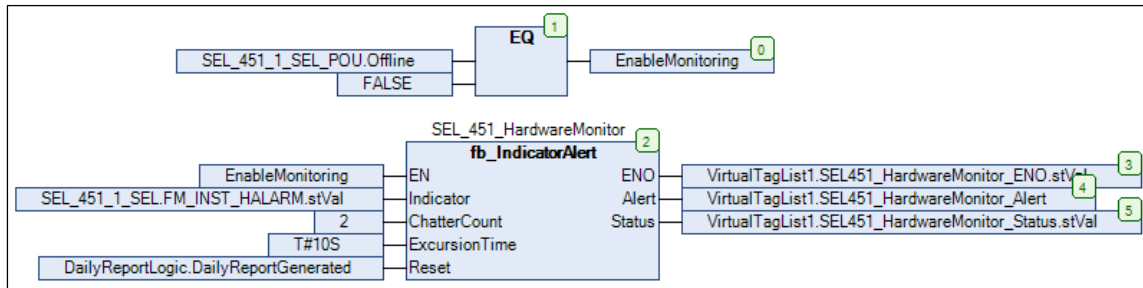 1
EQ
0
SEL_451_1_SEL_POU.Offline
EnableMonitoring
FALSE
SEL_451_HardwareMonitor
2
fb_IndicatorAlert
3
EnableMonitoring EN ENO VirtualTagList1.SEL451_HardwareMonitor_ENO.stVal
4
SEL_451_1_SEL.FM_INST_HALARM.stVal Indicator Alert VirtualTagList1.SEL451_HardwareMonitor_Alert
5
2 ChatterCount Status VirtualTagList1.SEL451_HardwareMonitor_Status.stVal
T#10S ExcursionTime
DailyReportLogic.DailyReportGenerated Reset